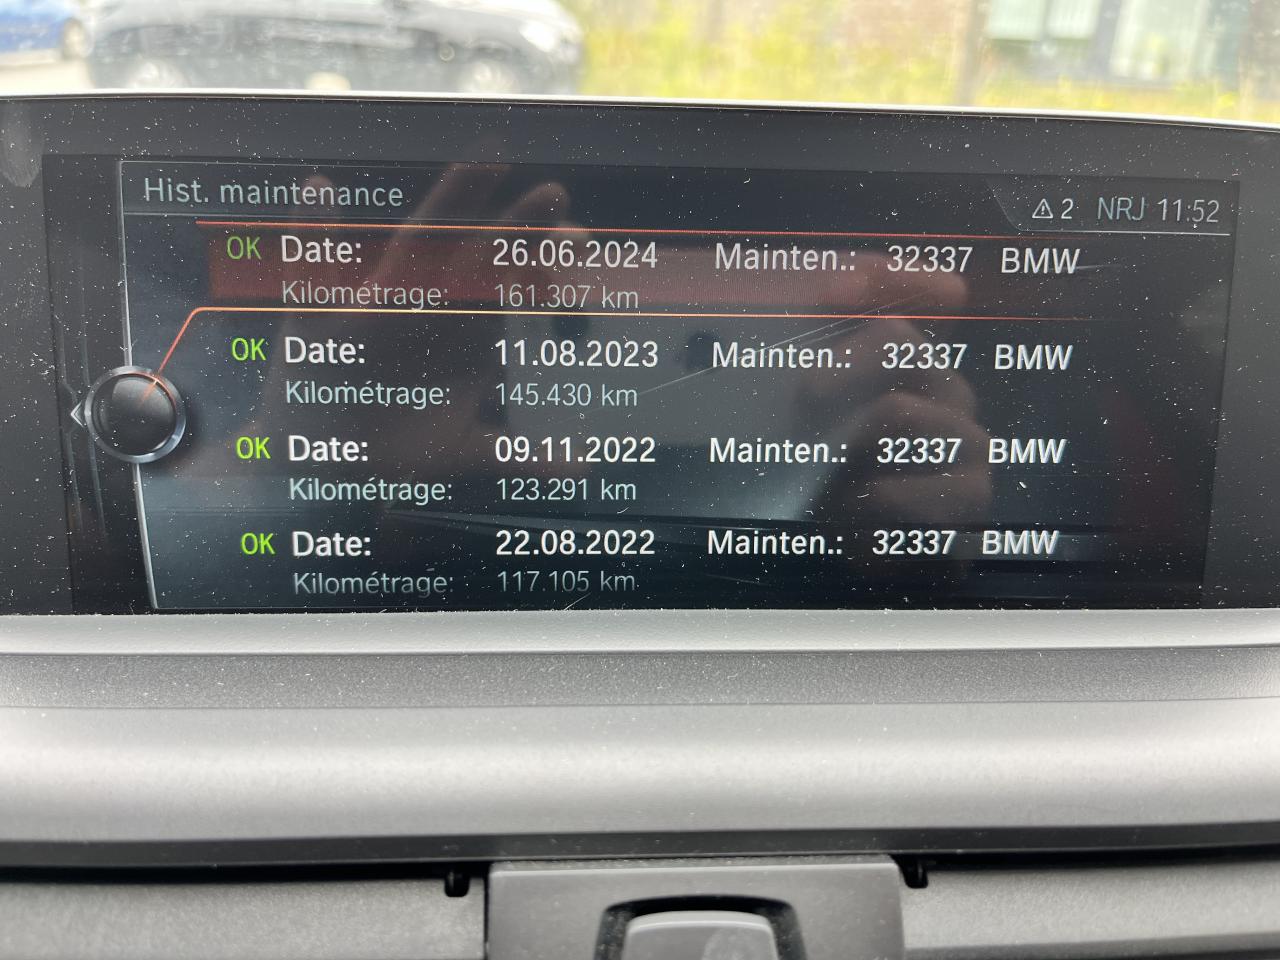 Hist. maintenance
2 NRJ 11:52
OK Date: 26.06.2024 Mainten.: 32337 BMW
Kilométrage: 161.307 km
OK Date: 11.08.2023 Mainten.: 32337 BMW
Kilométrage: 145.430 km
OK Date: 09.11.2022 Mainten.: 32337 BMW
Kilométrage: 123.291 km
OK Date: 22.08.2022 Mainten.: 32337 BMW
Kilométrage: 117.105 km